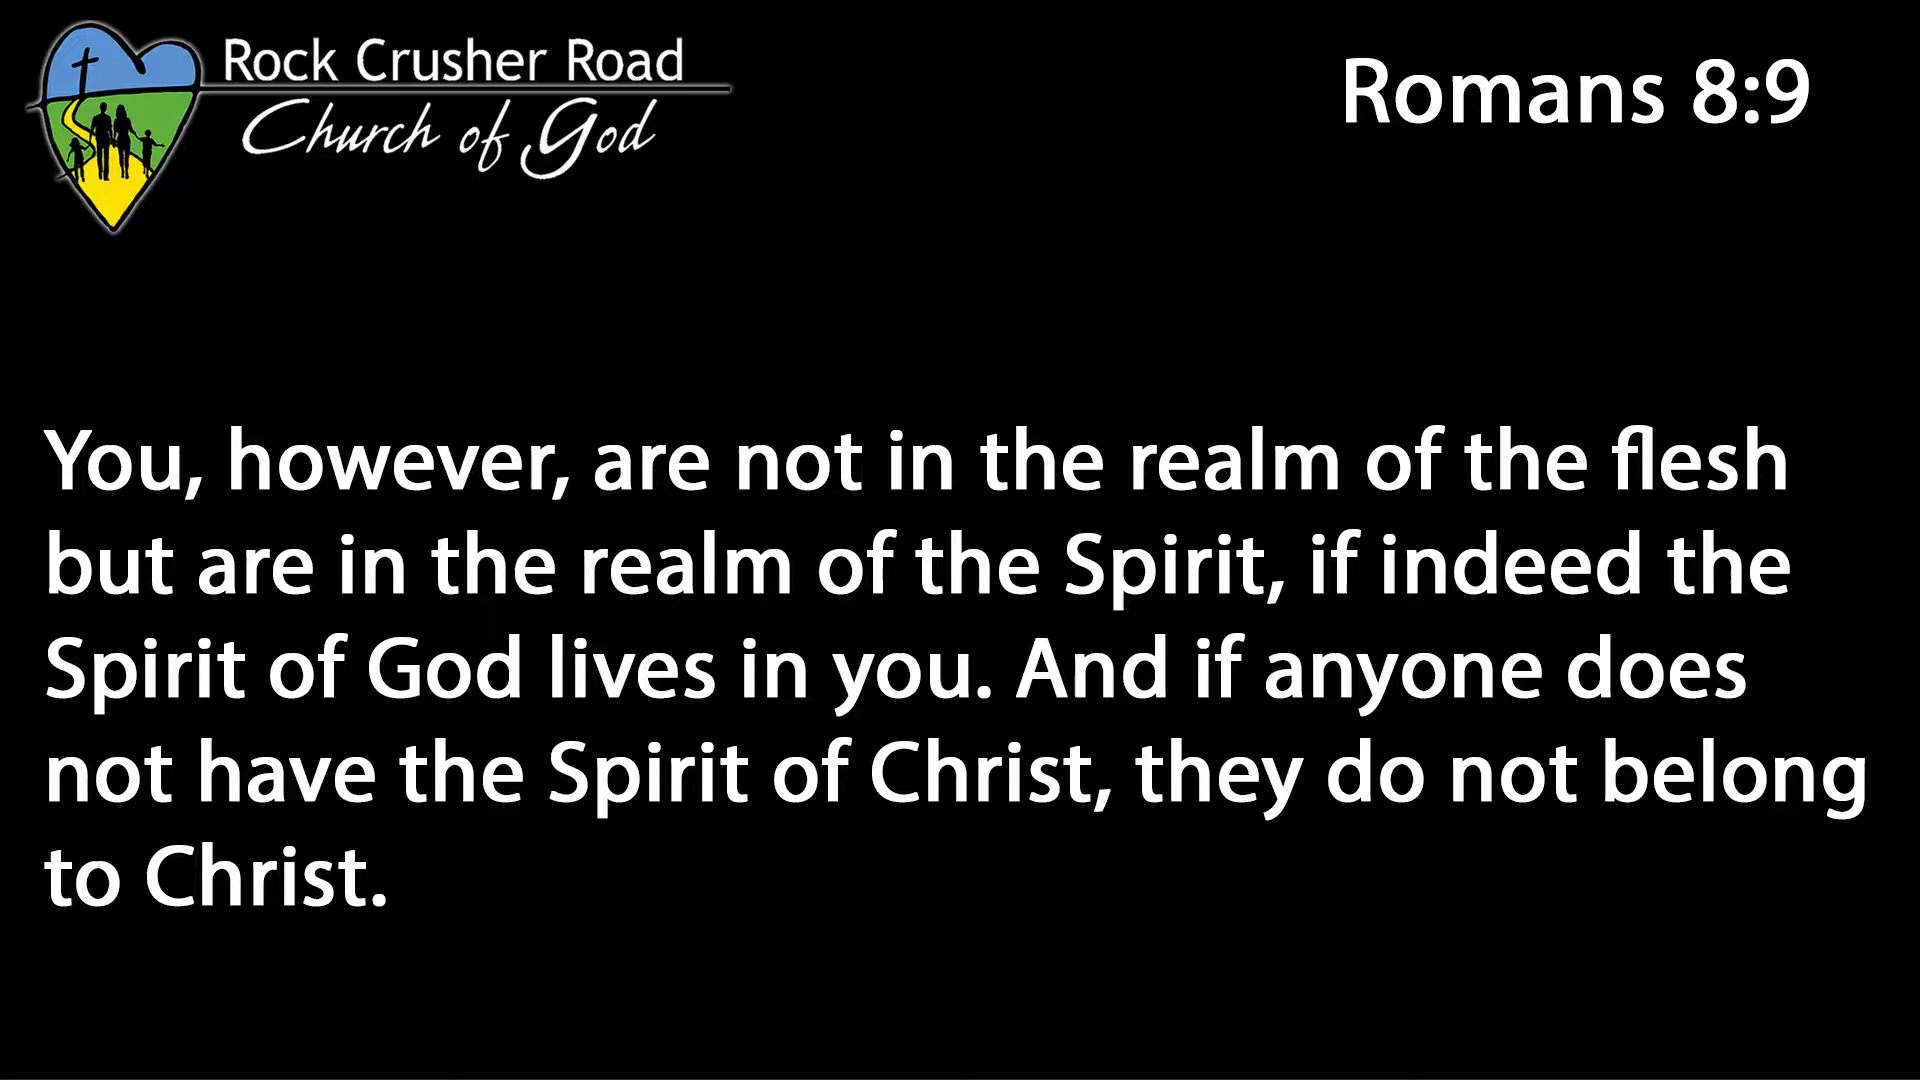 Rock Crusher Road
Church of God
Romans 8:9
You, however, are not in the realm of the flesh
but are in the realm of the Spirit, if indeed the
Spirit of God lives in you. And if anyone does
not have the Spirit of Christ, they do not belong
to Christ.